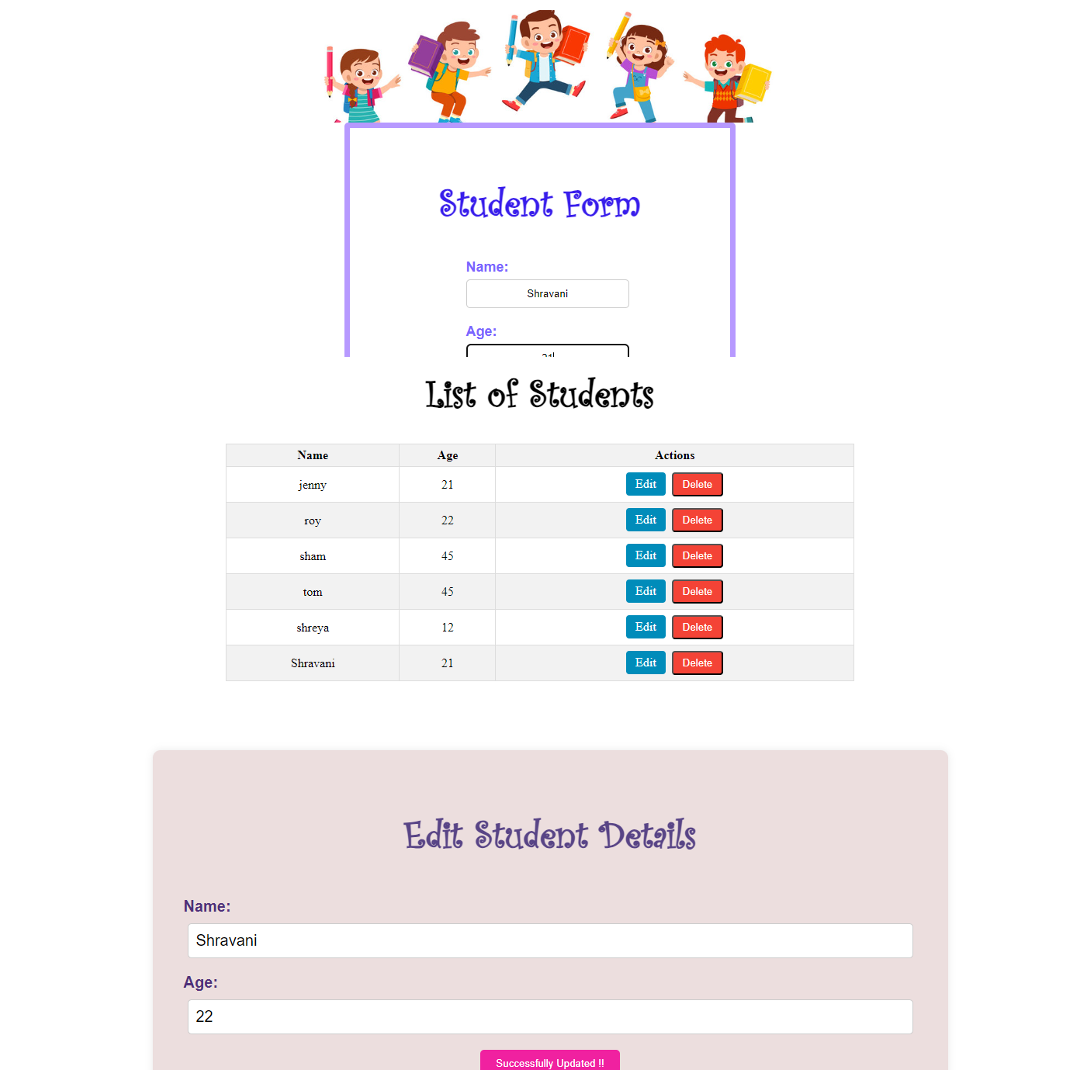 Student Form
Name:
Shravani
Age:
21
List of Students
Name Age Actions
jenny 21 Edit Delete
roy 22 Edit Delete
sham 45 Edit Delete
tom 45 Edit Delete
shreya 12 Edit Delete
Shravani 21 Edit Delete
Edit Student Details
Name:
Shravani
Age:
22
Successfully Updated !!